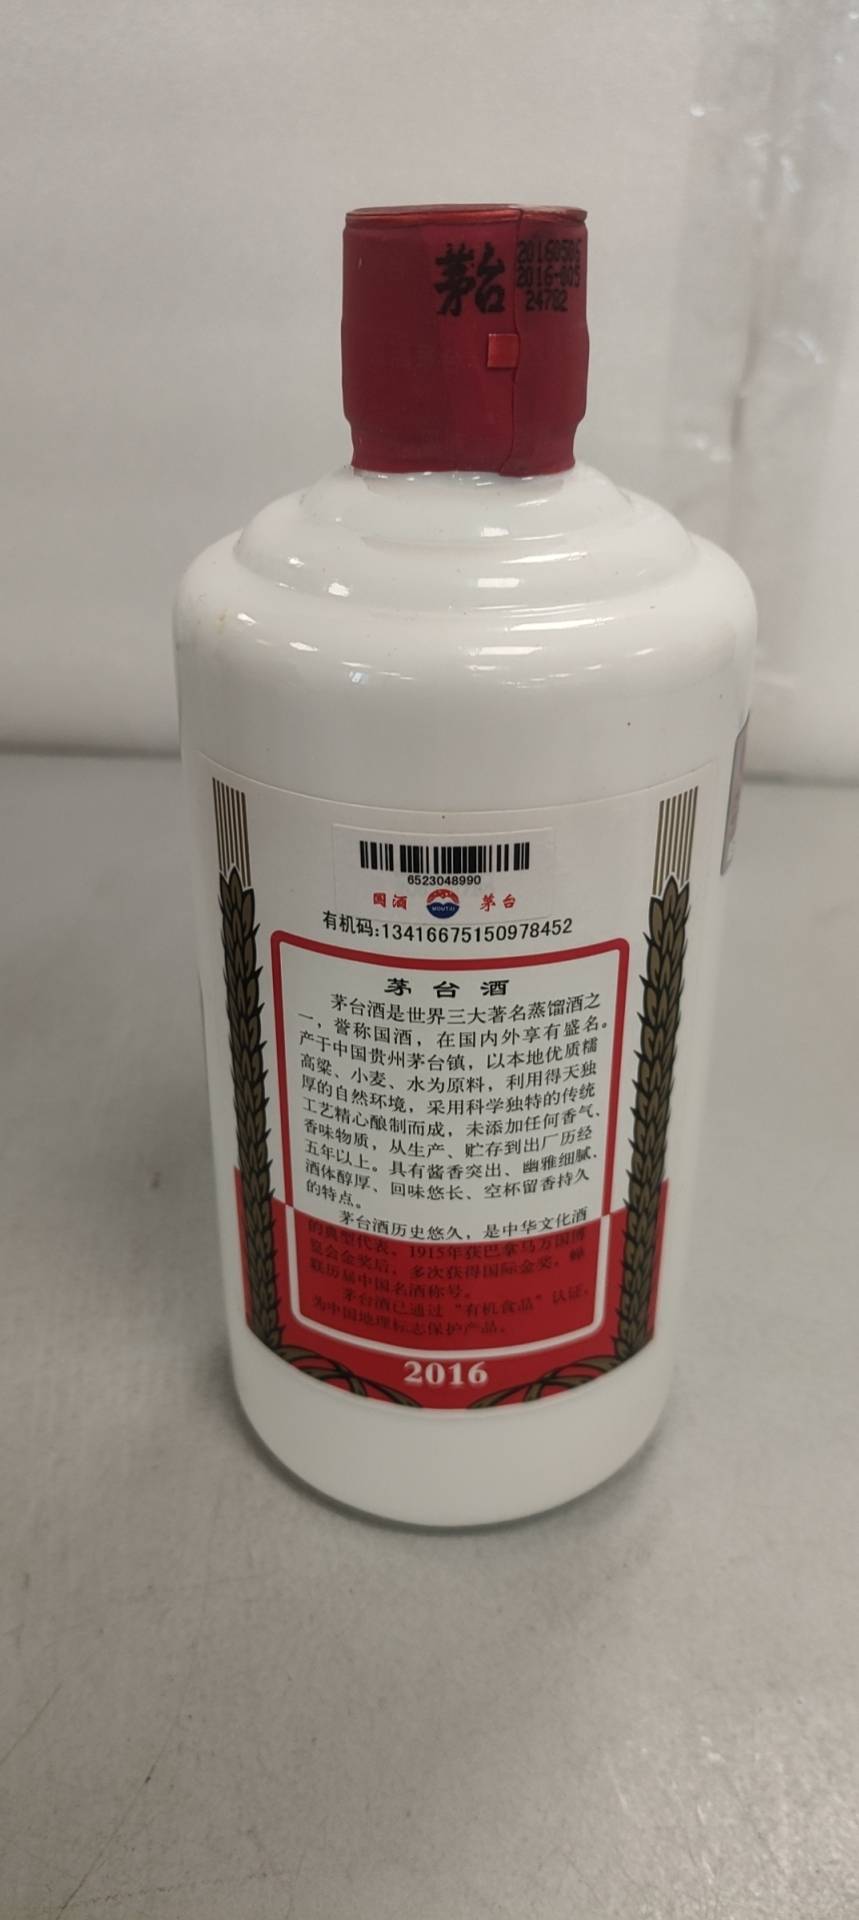 茅台
20160506
2016-005
24702
6523048990
国酒 MOUTAI 茅台
有机码:13416675150978452
茅台酒
茅台酒是世界三大著名蒸馏酒之
一，誉称国酒，在国内外享有盛名。
产于中国贵州茅台镇，以本地优质糯
高粱、小麦、水为原料，利用得天独
厚的自然环境，采用科学独特的传统
工艺精心酿制而成，未添加任何香气、
香味物质，从生产、贮存到出厂历经
五年以上。具有酱香突出、幽雅细腻、
酒体醇厚、回味悠长、空杯留香持久
的特点。
茅台酒历史悠久，是中华文化酒
的典型代表。1915年获巴拿马万国博
览会金奖后，多次获得国际金奖，蝉
联历届中国名酒称号。
茅台酒已通过“有机食品”认证，
为中国地理标志保护产品。
2016